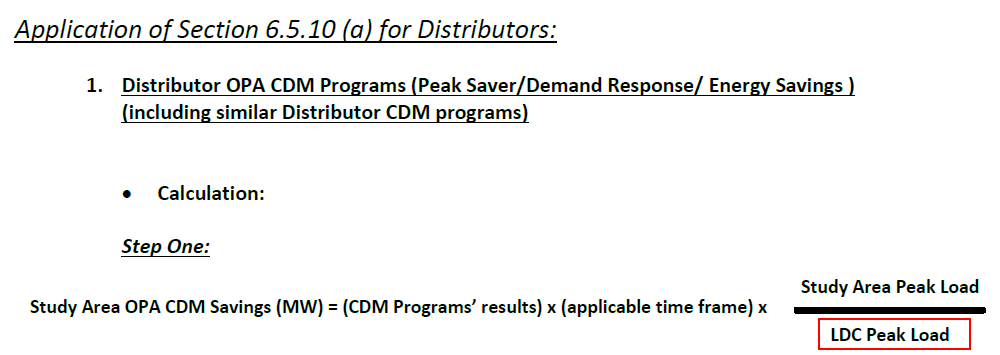 Application of Section 6.5.10 (a) for Distributors:
1. Distributor OPA CDM Programs (Peak Saver/Demand Response/ Energy Savings )
(including similar Distributor CDM programs)
• Calculation:
Step One:
Study Area Peak Load
Study Area OPA CDM Savings (MW) = (CDM Programs’ results) x (applicable time frame) x
LDC Peak Load